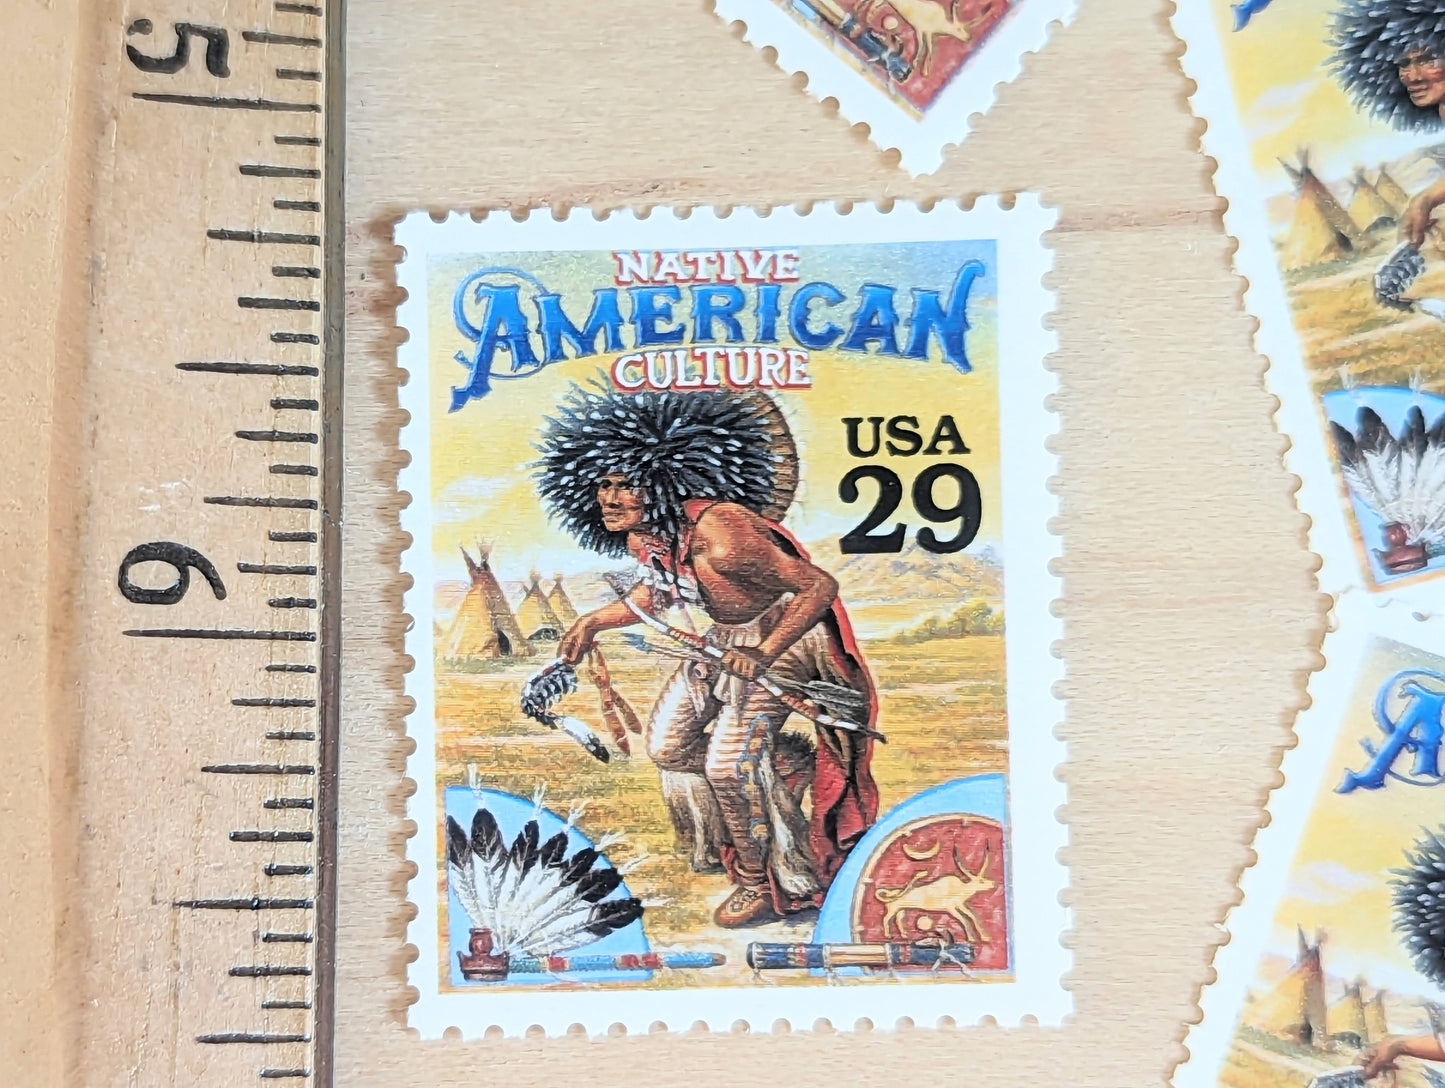 5
6
NATIVE
AMERICAN
CULTURE
USA
29
A